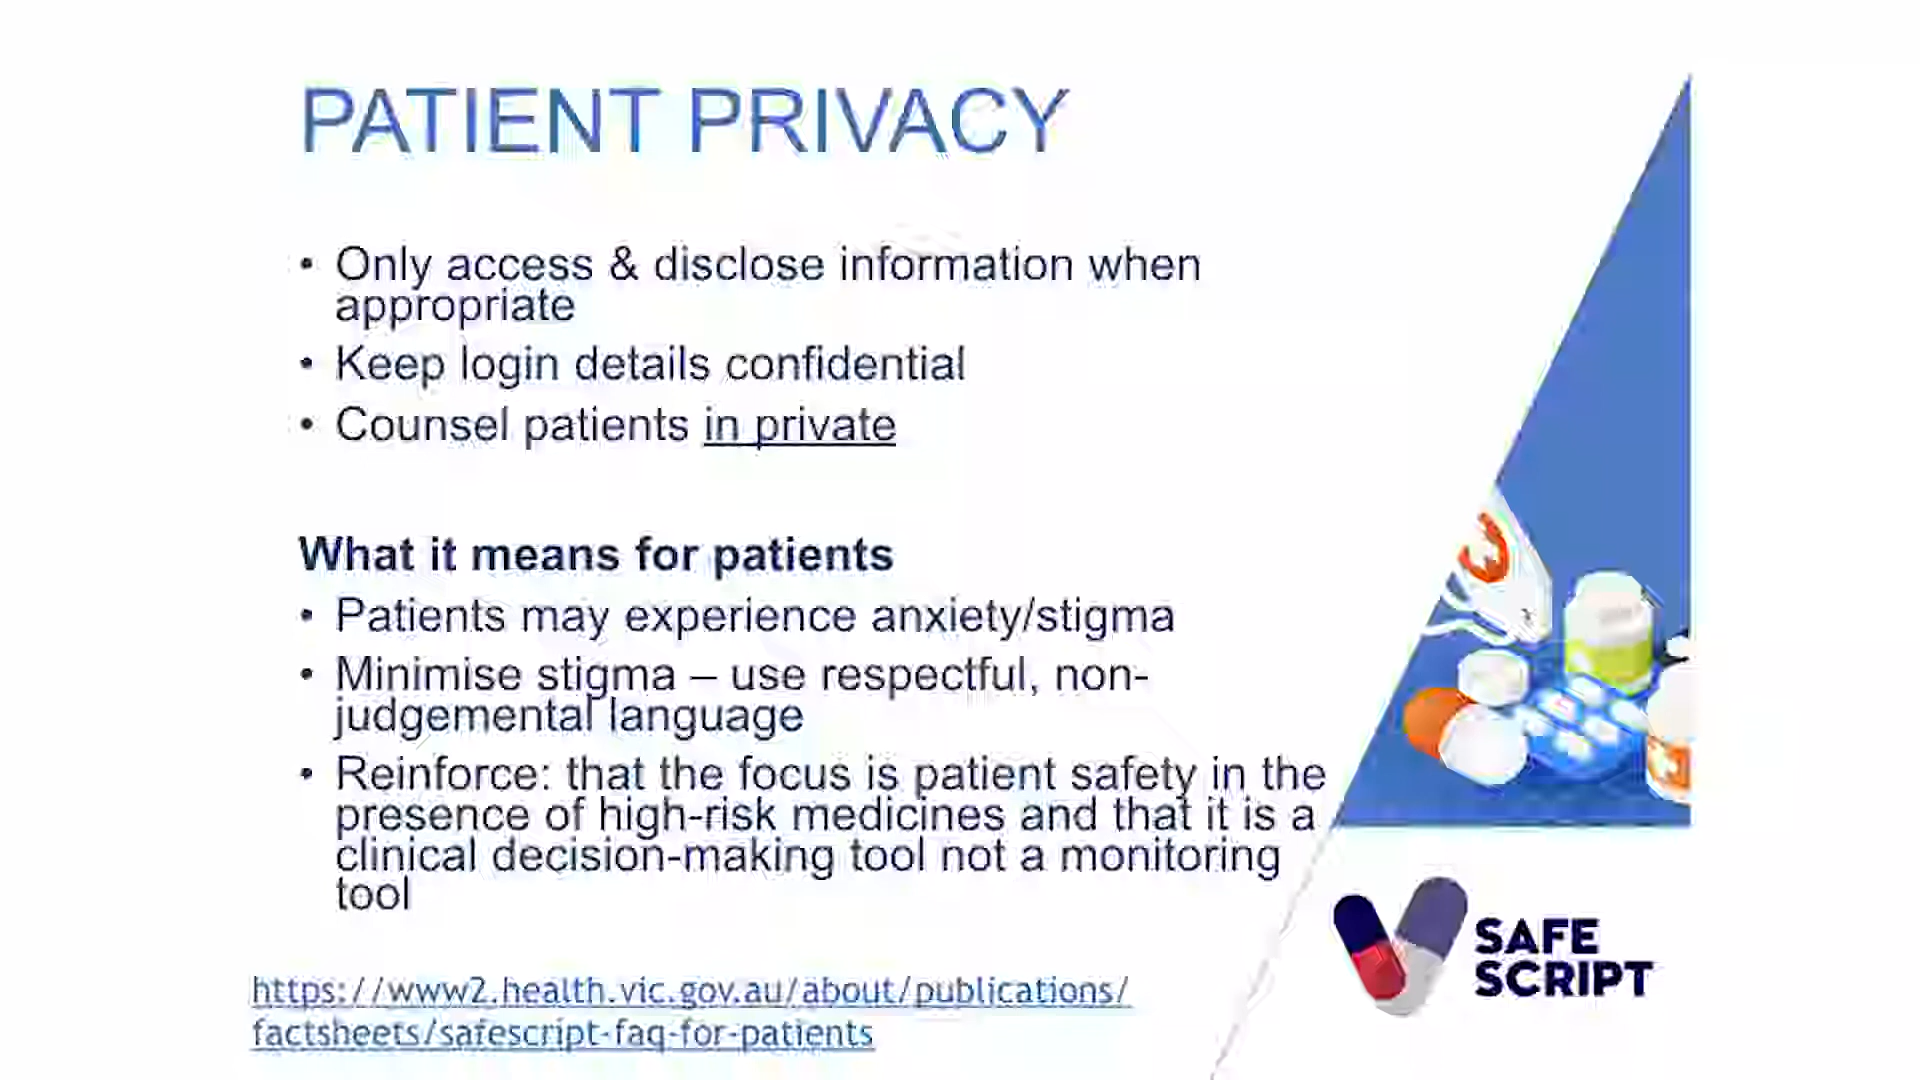 PATIENT PRIVACY
• Only access & disclose information when
appropriate
• Keep login details confidential
• Counsel patients in private
What it means for patients
• Patients may experience anxiety/stigma
• Minimise stigma – use respectful, non-
judgemental language
• Reinforce: that the focus is patient safety in the
presence of high-risk medicines and that it is a
clinical decision-making tool not a monitoring
tool
https://www2.health.vic.gov.au/about/publications/
factsheets/safescript-faq-for-patients
SAFE
SCRIPT